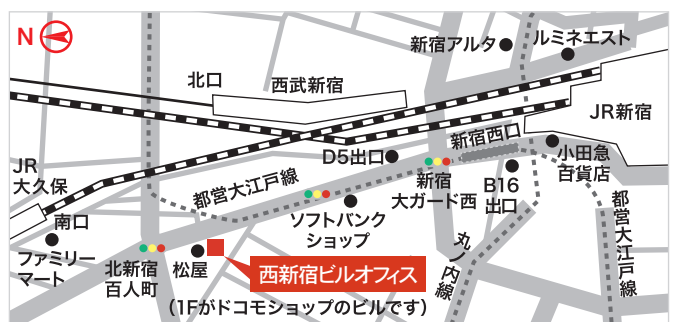 N
新宿アルタ
ルミネエスト
北口
西武新宿
JR新宿
新宿西口
D5出口
小田急
百貨店
JR
大久保
都営大江戸線
新宿
大ガード西
B16
出口
南口
ソフトバンク
ショップ
都営大江戸線
ファミリー
マート
北新宿
百人町
松屋
西新宿ビルオフィス
丸ノ内線
(1Fがドコモショップのビルです)